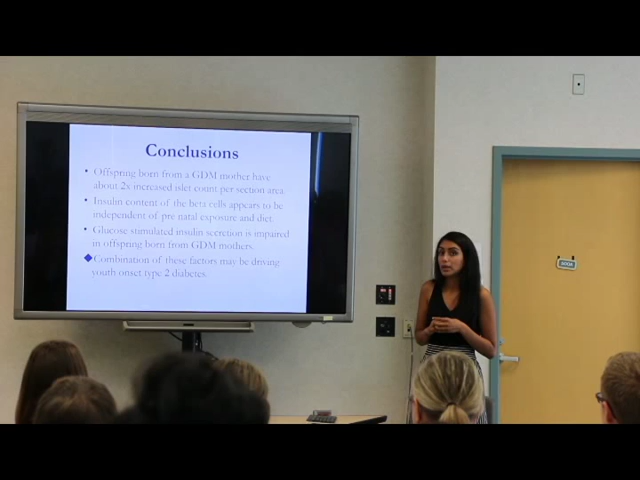 Conclusions
• Offspring born from a GDM mother have
about 2x increased islet count per section area.
• Insulin content of the beta cells appears to be
independent of pre natal exposure and diet.
• Glucose stimulated insulin secretion is impaired
in offspring born from GDM mothers.
◆Combination of these factors may be driving
youth onset type 2 diabetes.